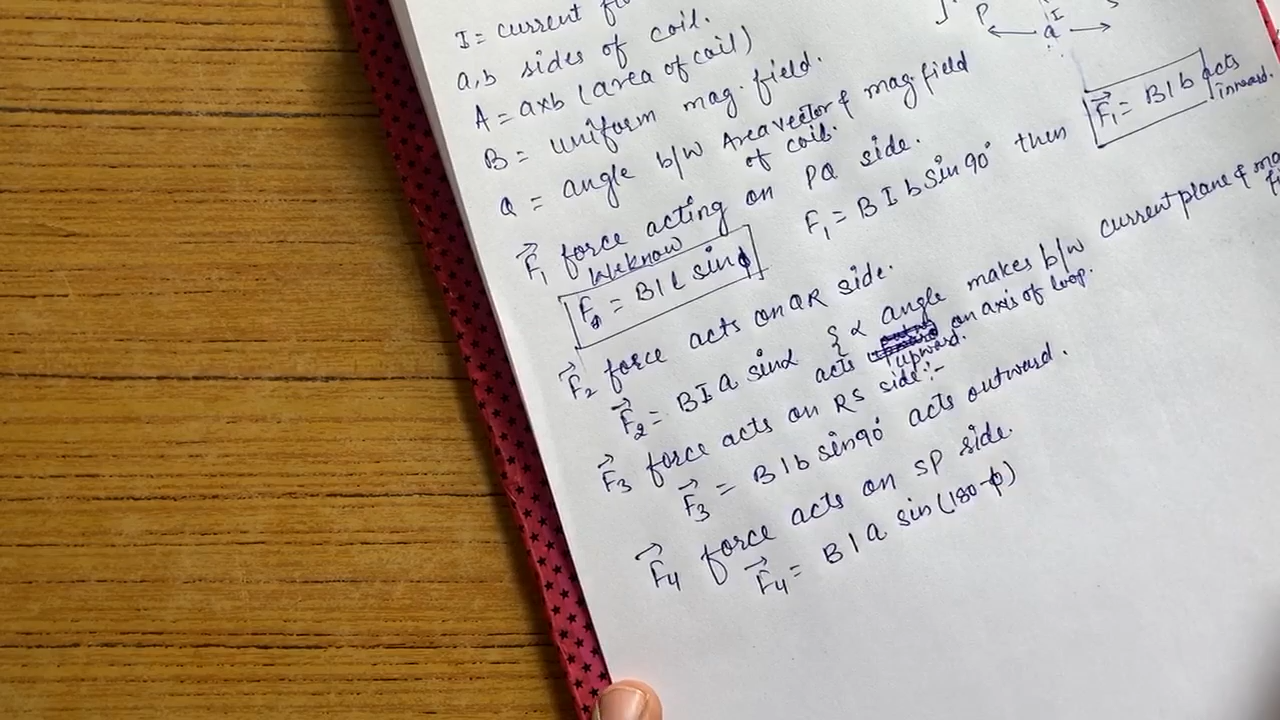 I = current
a,b sides of coil.
A = axb (area of coil)
B = uniform mag. field.
Q = angle b/w Area vector & mag field
of coil.
P I
a
F₁ force acting on PQ side.
We know
F = BIL sinϕ
F₁ = BIb Sin90° then
F₁ = BIb acts
inward.
F₂ force acts on QR side.
F₂ = BIa sinα { α angle makes b/w current plane &
acts upward. on axis of loop.
F₃ force acts on RS side:-
F₃ = BIb sin90° acts outward.
F₄ force acts on SP side.
F₄ = BIa sin(180-ϕ)